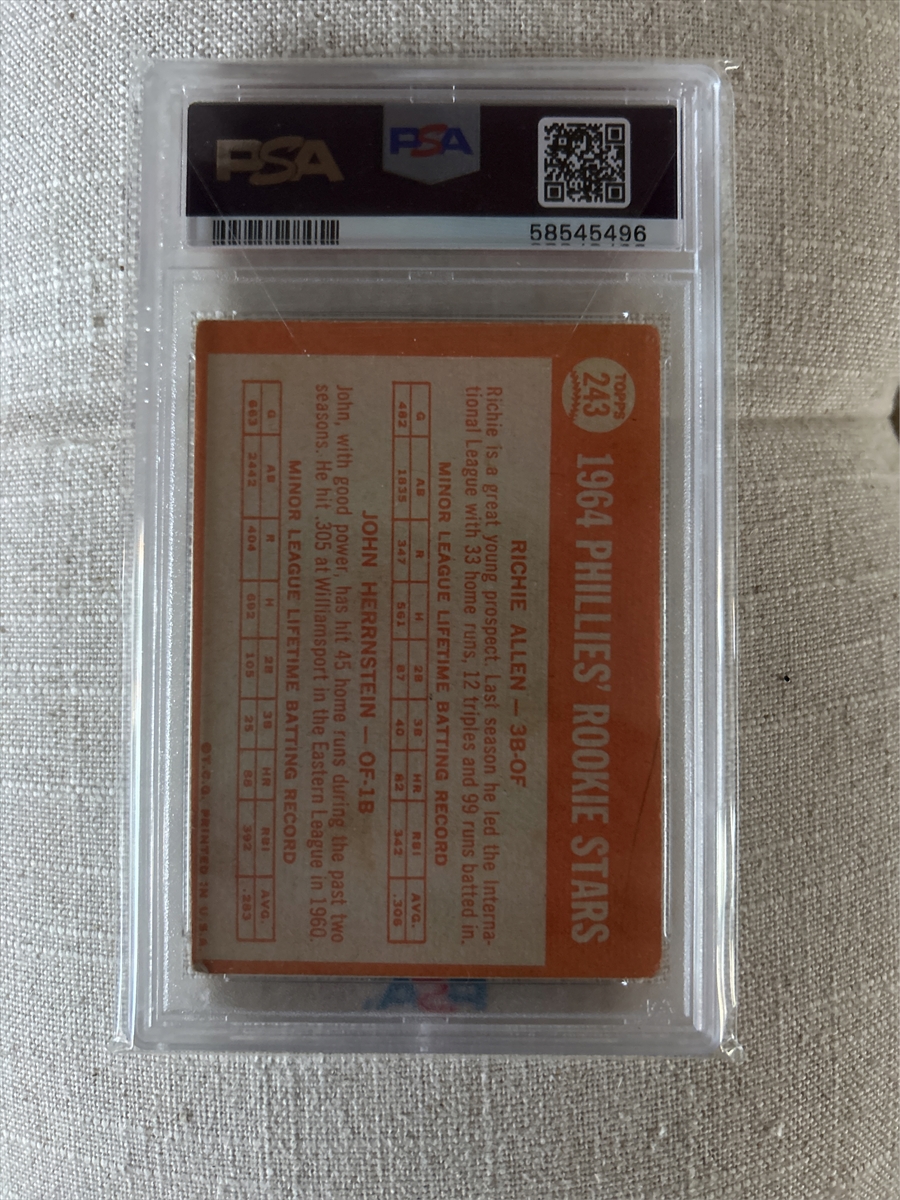 PSA
PSA
58545496
TOPPS
243
1964 PHILLIES' ROOKIE STARS
RICHIE ALLEN — 3B-OF
Richie is a great young prospect. Last season he led the Interna-
tional League with 33 home runs, 12 triples and 99 runs batted in.
MINOR LEAGUE LIFETIME BATTING RECORD
G AB R H 2B 3B HR RBI AVG.
482 1835 347 561 87 40 82 342 .306
JOHN HERRNSTEIN — OF-1B
John, with good power, has hit 45 home runs during the past two
seasons. He hit .305 at Williamsport in the Eastern League in 1960.
MINOR LEAGUE LIFETIME BATTING RECORD
G AB R H 2B 3B HR RBI AVG.
663 2442 404 692 105 25 88 392 .283
©T.C.G. PRINTED IN U.S.A.
PSA